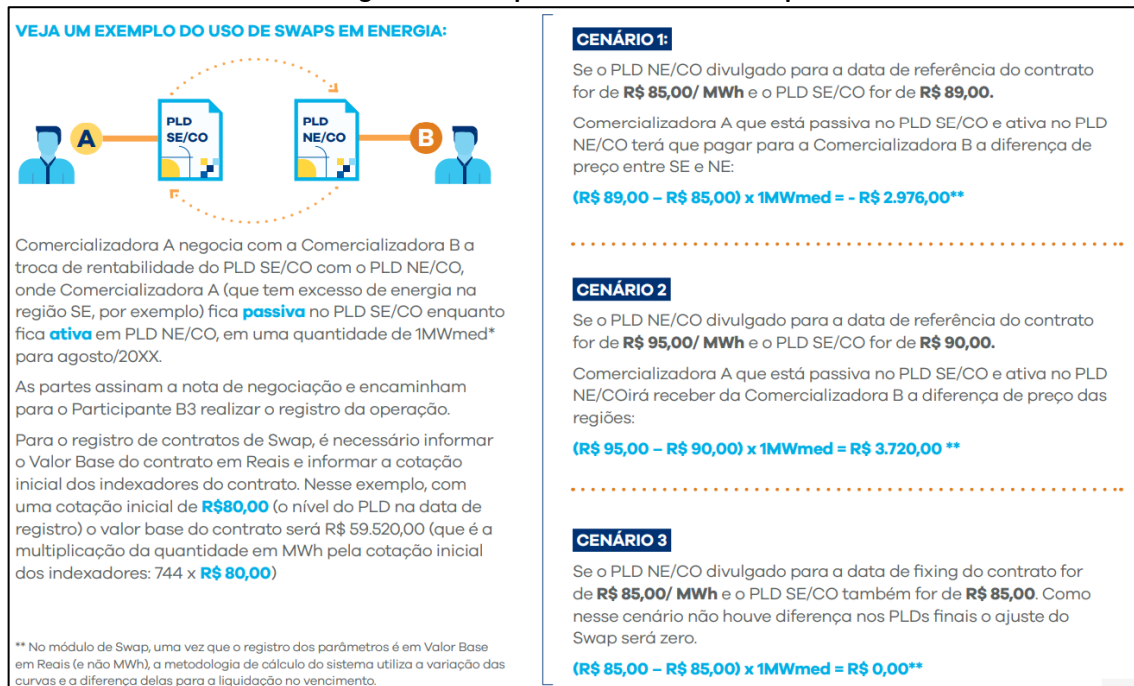 VEJA UM EXEMPLO DO USO DE SWAPS EM ENERGIA:
A
PLD
SE/CO
PLD
NE/CO
B
Comercializadora A negocia com a Comercializadora B a
troca de rentabilidade do PLD SE/CO com o PLD NE/CO,
onde Comercializadora A (que tem excesso de energia na
região SE, por exemplo) fica passiva no PLD SE/CO enquanto
fica ativa em PLD NE/CO, em uma quantidade de 1MWmed*
para agosto/20XX.
As partes assinam a nota de negociação e encaminham
para o Participante B3 realizar o registro da operação.
Para o registro de contratos de Swap, é necessário informar
o Valor Base do contrato em Reais e informar a cotação
inicial dos indexadores do contrato. Nesse exemplo, com
uma cotação inicial de R$80,00 (o nível do PLD na data de
registro) o valor base do contrato será R$ 59.520,00 (que é a
multiplicação da quantidade em MWh pela cotação inicial
dos indexadores: 744 x R$ 80,00)
** No módulo de Swap, uma vez que o registro dos parâmetros é em Valor Base
em Reais (e não MWh), a metodologia de cálculo do sistema utiliza a variação das
curvas e a diferença delas para a liquidação no vencimento.
CENÁRIO 1:
Se o PLD NE/CO divulgado para a data de referência do contrato
for de R$ 85,00/ MWh e o PLD SE/CO for de R$ 89,00.
Comercializadora A que está passiva no PLD SE/CO e ativa no PLD
NE/CO terá que pagar para a Comercializadora B a diferença de
preço entre SE e NE:
(R$ 89,00 – R$ 85,00) x 1MWmed = - R$ 2.976,00**
CENÁRIO 2
Se o PLD NE/CO divulgado para a data de referência do contrato
for de R$ 95,00/ MWh e o PLD SE/CO for de R$ 90,00.
Comercializadora A que está passiva no PLD SE/CO e ativa no PLD
NE/COirá receber da Comercializadora B a diferença de preço das
regiões:
(R$ 95,00 – R$ 90,00) x 1MWmed = R$ 3.720,00 **
CENÁRIO 3
Se o PLD NE/CO divulgado para a data de fixing do contrato for
de R$ 85,00/ MWh e o PLD SE/CO também for de R$ 85,00. Como
nesse cenário não houve diferença nos PLDs finais o ajuste do
Swap será zero.
(R$ 85,00 – R$ 85,00) x 1MWmed = R$ 0,00**